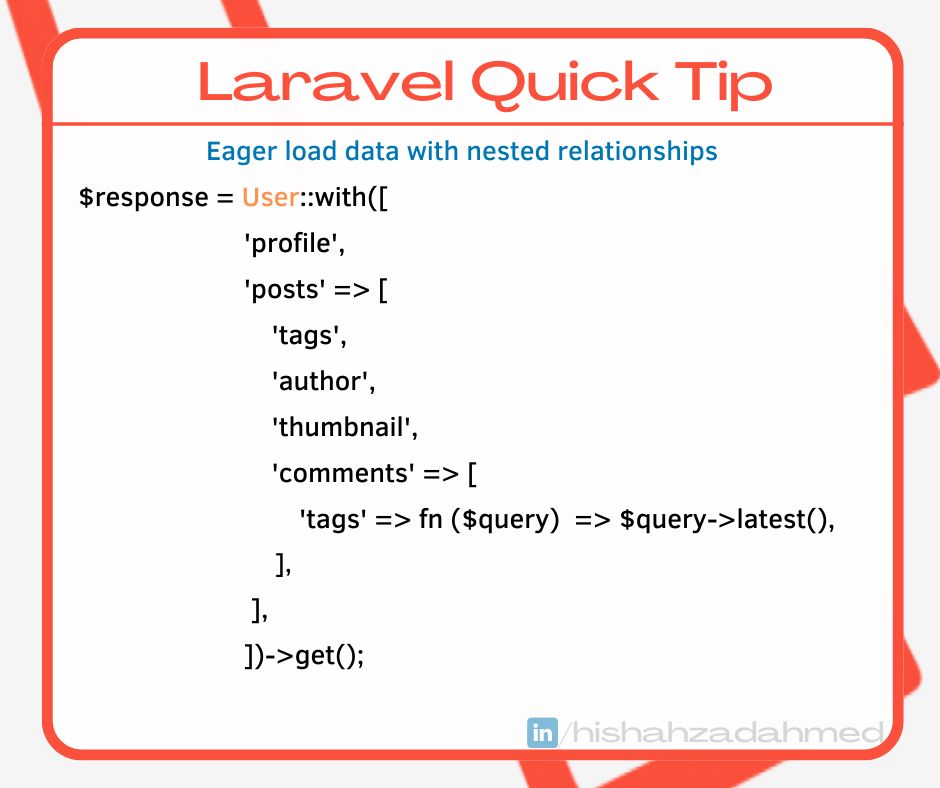 Laravel Quick Tip
Eager load data with nested relationships
$response = User::with([
'profile',
'posts' => [
'tags',
'author',
'thumbnail',
'comments' => [
'tags' => fn ($query)  => $query->latest(),
],
],
])->get();
in/hishahzadahmed